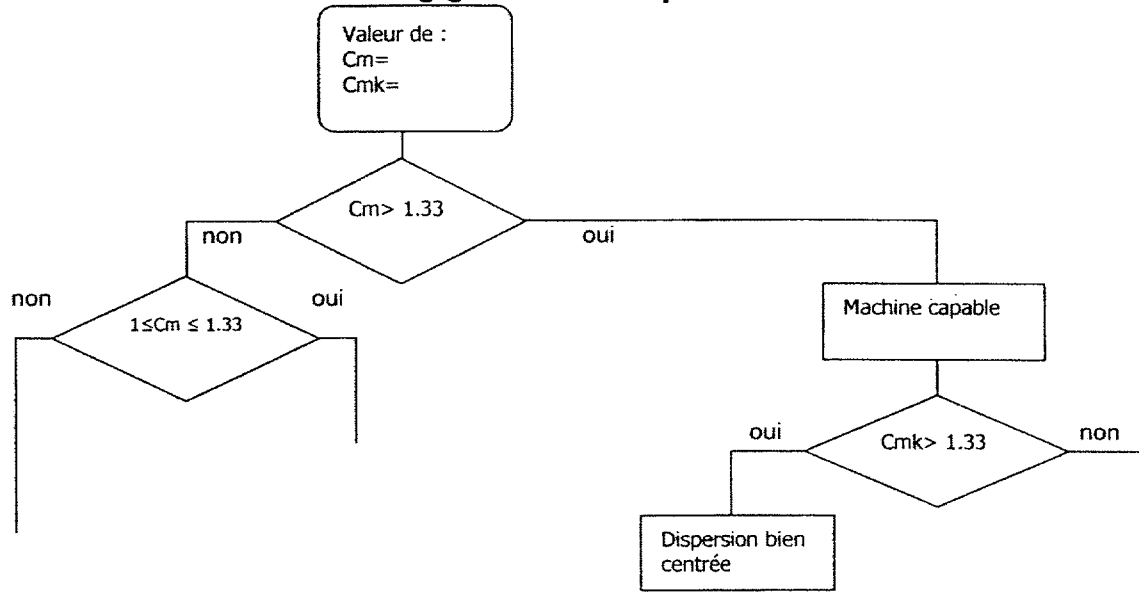 Valeur de :
Cm=
Cmk=
Cm> 1.33
non
oui
non
oui
1≤Cm ≤ 1.33
Machine capable
oui
Cmk> 1.33
non
Dispersion bien
centrée